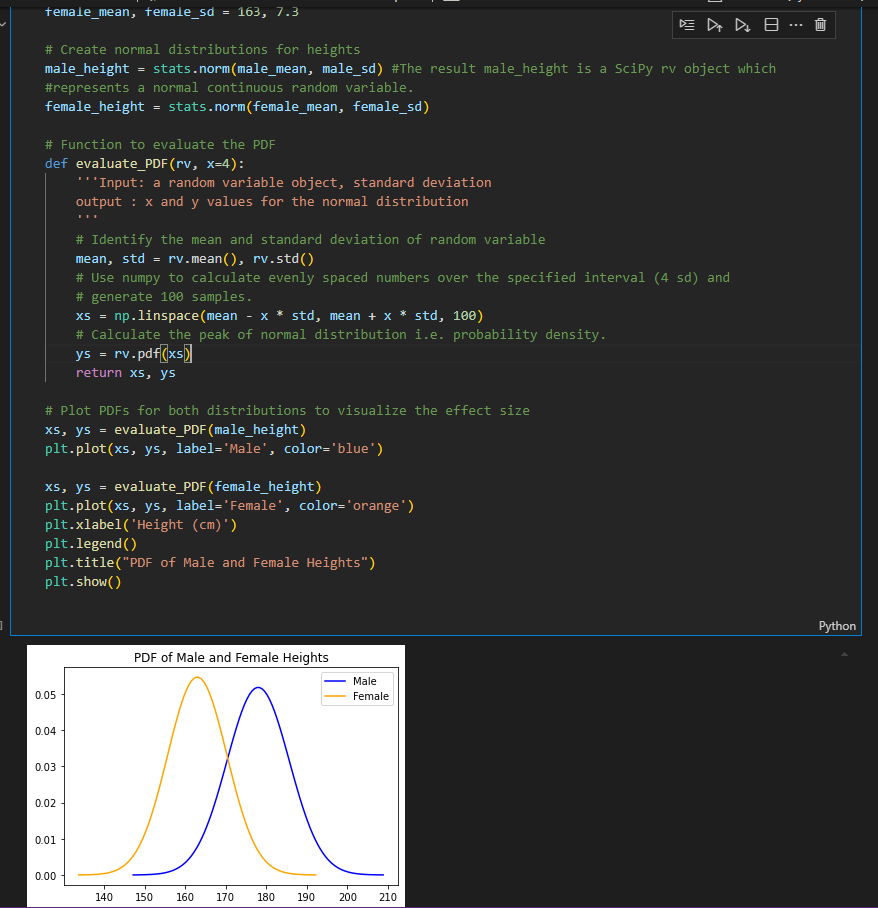 female_mean, female_sd = 163, 7.3
# Create normal distributions for heights
male_height = stats.norm(male_mean, male_sd) #The result male_height is a SciPy rv object which
#represents a normal continuous random variable.
female_height = stats.norm(female_mean, female_sd)
# Function to evaluate the PDF
def evaluate_PDF(rv, x=4):
'''Input: a random variable object, standard deviation
output : x and y values for the normal distribution
'''
# Identify the mean and standard deviation of random variable
mean, std = rv.mean(), rv.std()
# Use numpy to calculate evenly spaced numbers over the specified interval (4 sd) and
# generate 100 samples.
xs = np.linspace(mean - x * std, mean + x * std, 100)
# Calculate the peak of normal distribution i.e. probability density.
ys = rv.pdf(xs)
return xs, ys
# Plot PDFs for both distributions to visualize the effect size
xs, ys = evaluate_PDF(male_height)
plt.plot(xs, ys, label='Male', color='blue')
xs, ys = evaluate_PDF(female_height)
plt.plot(xs, ys, label='Female', color='orange')
plt.xlabel('Height (cm)')
plt.legend()
plt.title("PDF of Male and Female Heights")
plt.show()
Python
PDF of Male and Female Heights
Male
Female
0.05
0.04
0.03
0.02
0.01
0.00
140 150 160 170 180 190 200 210